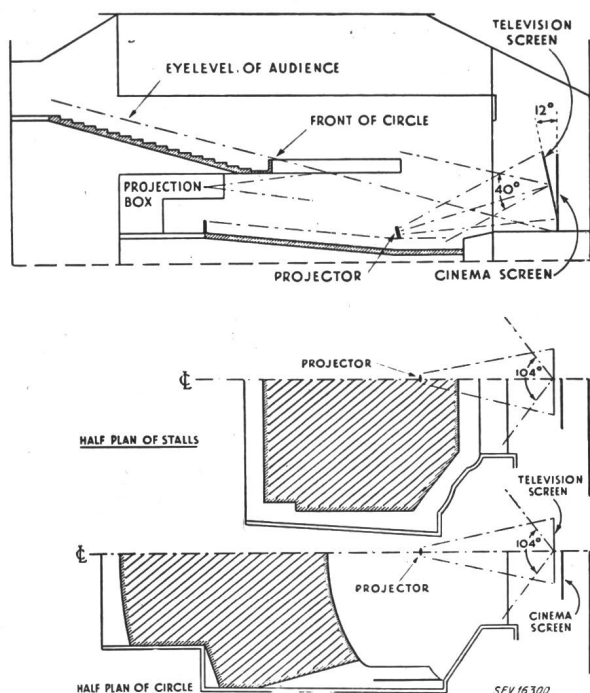 TELEVISION
SCREEN
EYELEVEL OF AUDIENCE
12°
FRONT OF CIRCLE
PROJECTION
BOX
40°
PROJECTOR
CINEMA SCREEN
PROJECTOR
104°
℄
HALF PLAN OF STALLS
TELEVISION
SCREEN
104°
℄
PROJECTOR
CINEMA
SCREEN
HALF PLAN OF CIRCLE
SEV 16300